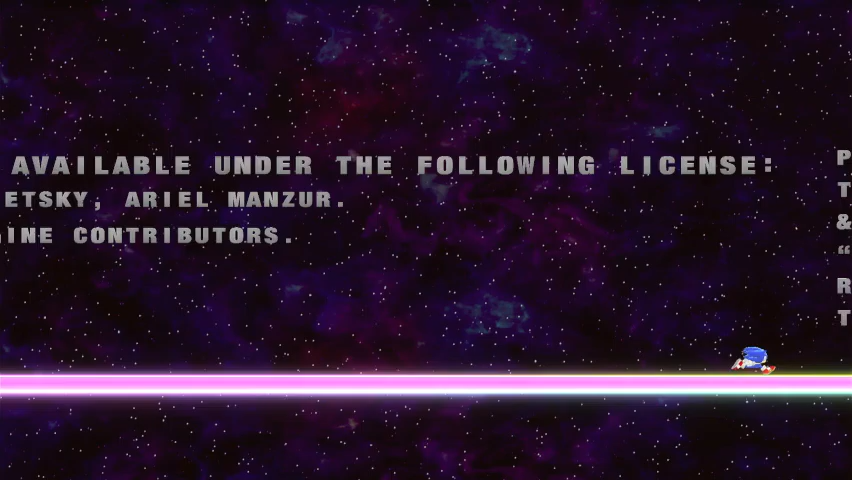 AVAILABLE UNDER THE FOLLOWING LICENSE:
ETSKY, ARIEL MANZUR.
INE CONTRIBUTORS.
P
T
&
“
R
T